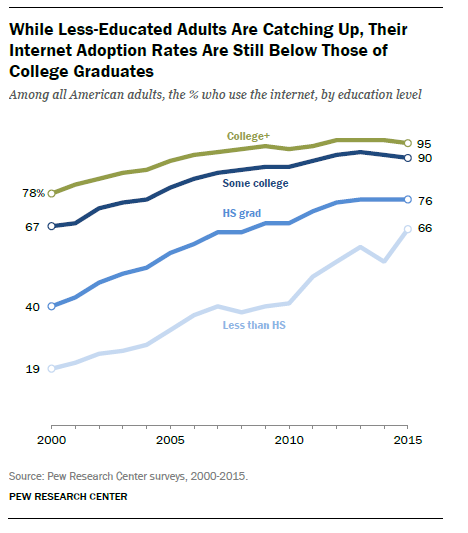 While Less-Educated Adults Are Catching Up, Their
Internet Adoption Rates Are Still Below Those of
College Graduates
Among all American adults, the % who use the internet, by education level
College+
95
90
78%
Some college
76
67
HS grad
66
40
Less than HS
19
2000 2005 2010 2015
Source: Pew Research Center surveys, 2000-2015.
PEW RESEARCH CENTER